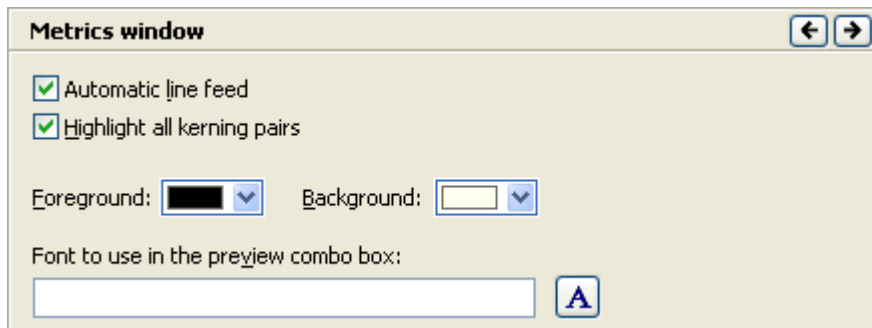 Metrics window
Automatic line feed
Highlight all kerning pairs
Foreground: Background:
Font to use in the preview combo box:
A